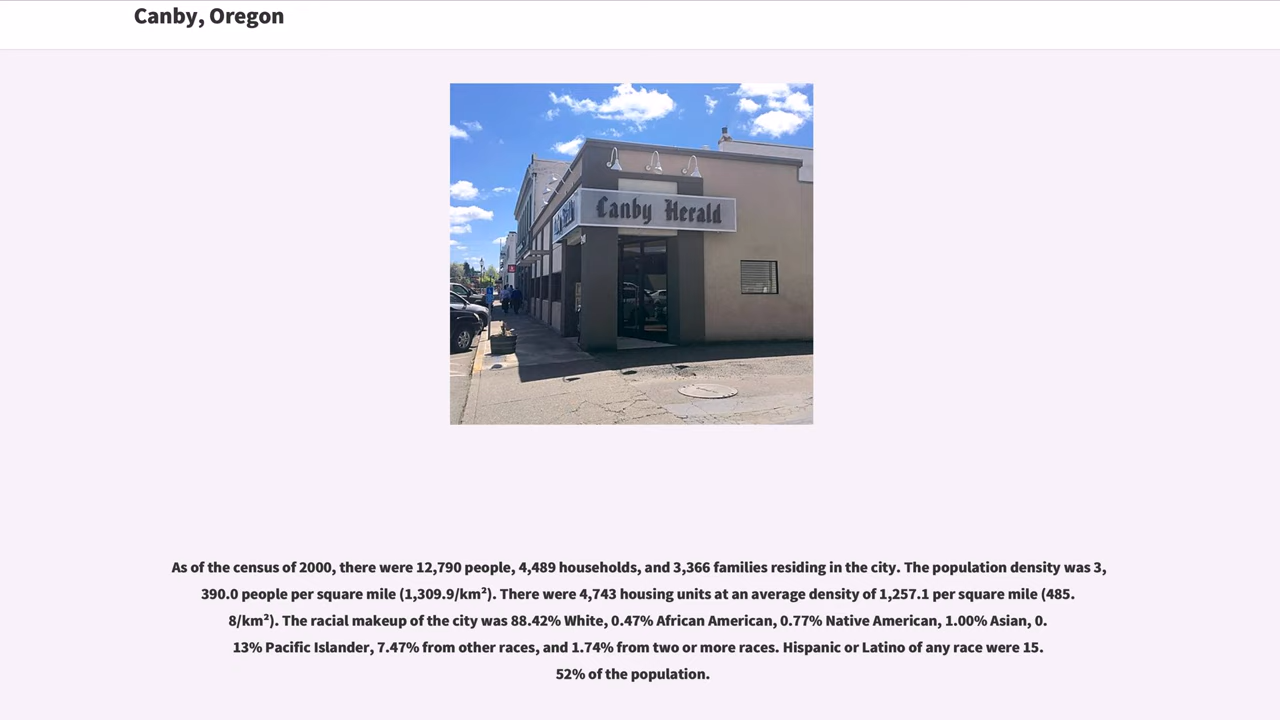 Canby, Oregon
Canby Herald
As of the census of 2000, there were 12,790 people, 4,489 households, and 3,366 families residing in the city. The population density was 3,
390.0 people per square mile (1,309.9/km²). There were 4,743 housing units at an average density of 1,257.1 per square mile (485.
8/km²). The racial makeup of the city was 88.42% White, 0.47% African American, 0.77% Native American, 1.00% Asian, 0.
13% Pacific Islander, 7.47% from other races, and 1.74% from two or more races. Hispanic or Latino of any race were 15.
52% of the population.